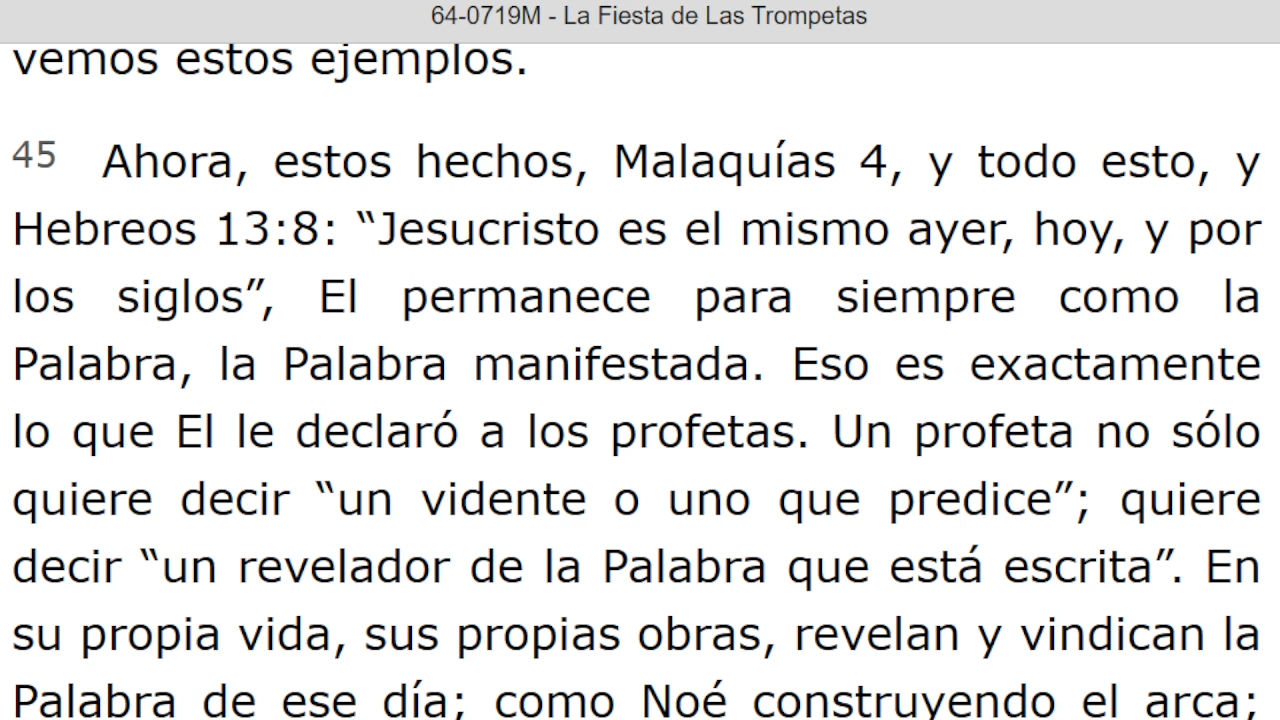 64-0719M - La Fiesta de Las Trompetas
vemos estos ejemplos.
45 Ahora, estos hechos, Malaquías 4, y todo esto, y
Hebreos 13:8: “Jesucristo es el mismo ayer, hoy, y por
los siglos”, El permanece para siempre como la
Palabra, la Palabra manifestada. Eso es exactamente
lo que El le declaró a los profetas. Un profeta no sólo
quiere decir “un vidente o uno que predice”; quiere
decir “un revelador de la Palabra que está escrita”. En
su propia vida, sus propias obras, revelan y vindican la
Palabra de ese día; como Noé construyendo el arca;